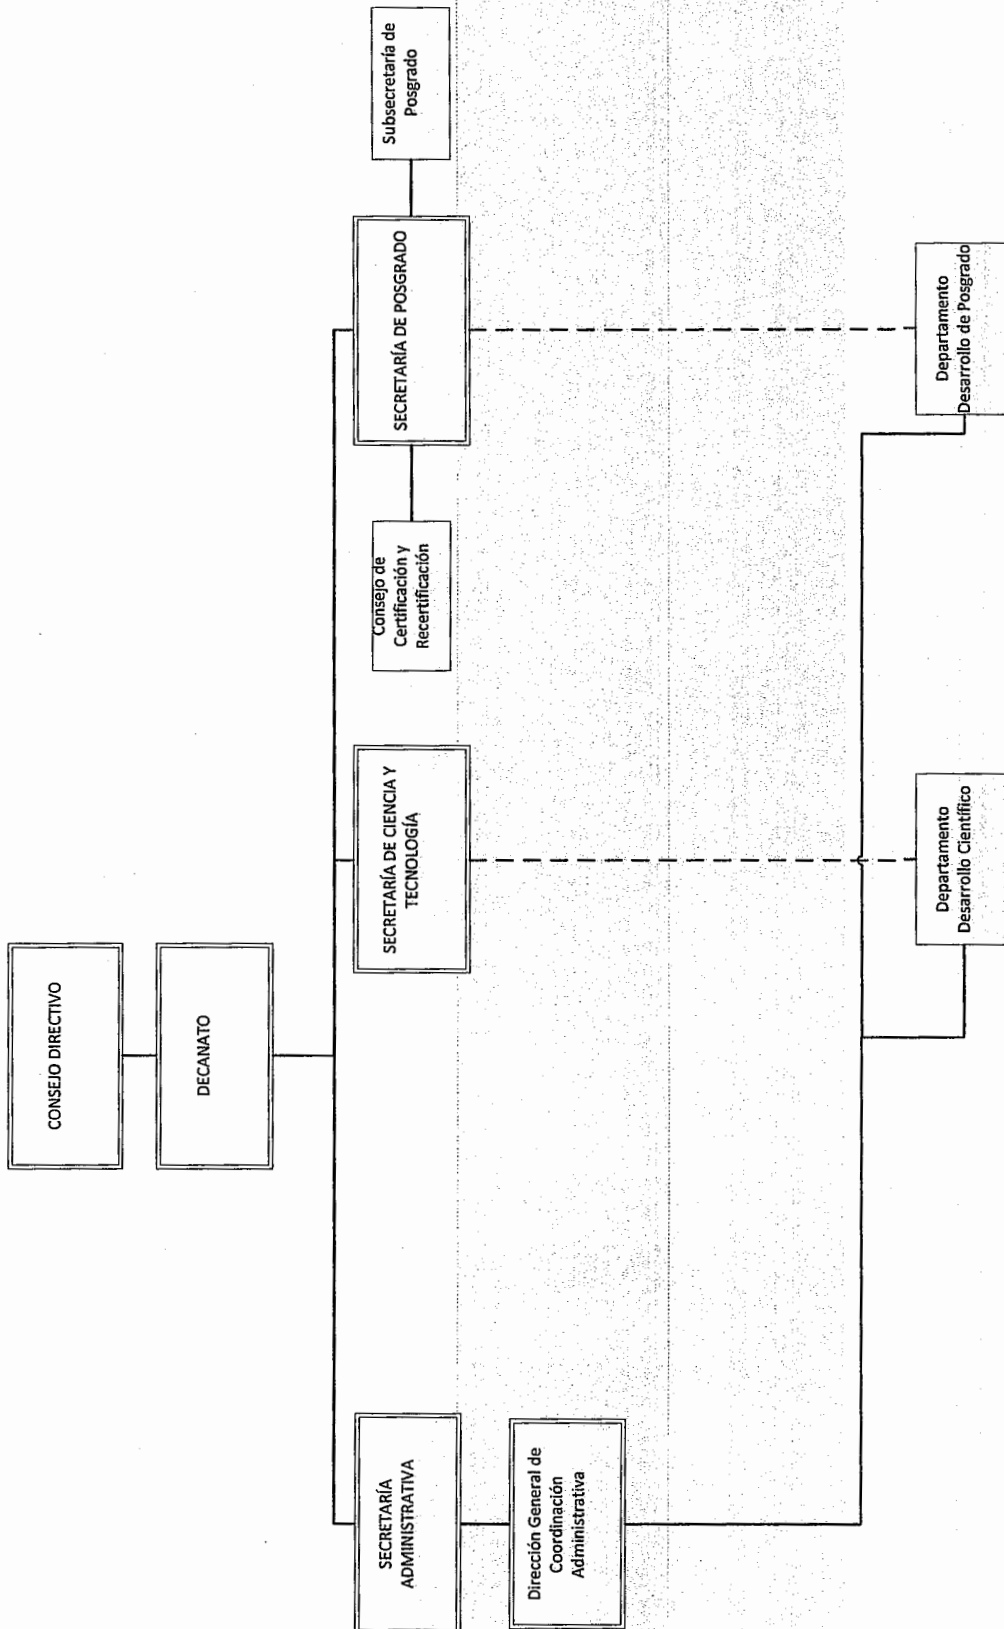 CONSEJO DIRECTIVO
DECANATO
SECRETARÍA
ADMINISTRATIVA
SECRETARÍA DE CIENCIA Y
TECNOLOGÍA
Consejo de
Certificación y
Recertificación
SECRETARÍA DE POSGRADO
Subsecretaría de
Posgrado
Dirección General de
Coordinación
Administrativa
Departamento
Desarrollo Científico
Departamento
Desarrollo de Posgrado